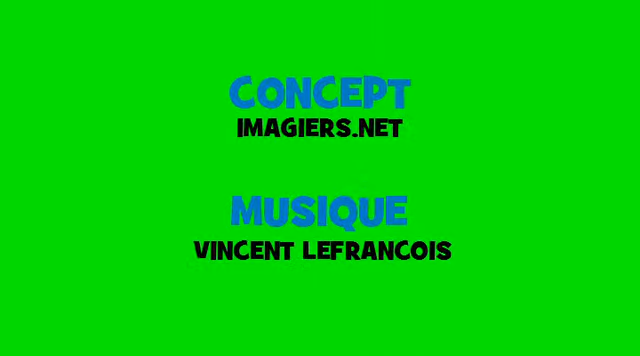 CONCEPT
IMAGIERS.NET
MUSIQUE
VINCENT LEFRANCOIS